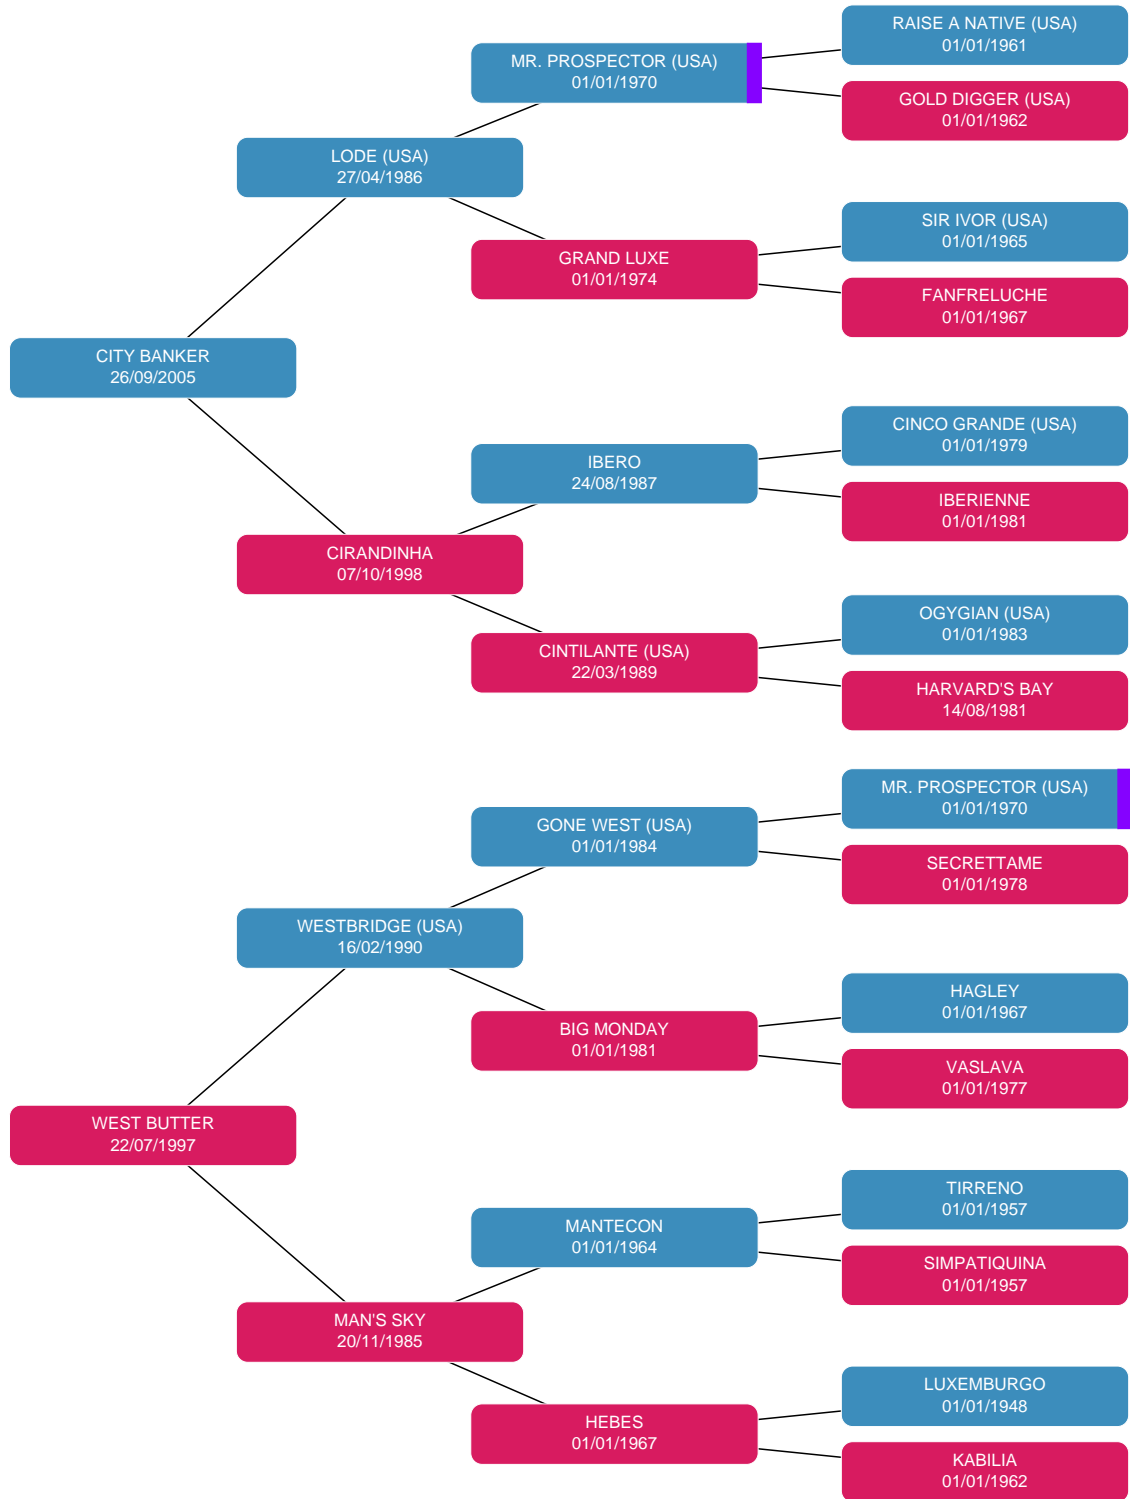 RAISE A NATIVE (USA)
01/01/1961
MR. PROSPECTOR (USA)
01/01/1970
GOLD DIGGER (USA)
01/01/1962
LODE (USA)
27/04/1986
SIR IVOR (USA)
01/01/1965
GRAND LUXE
01/01/1974
FANFRELUCHE
01/01/1967
CITY BANKER
26/09/2005
CINCO GRANDE (USA)
01/01/1979
IBERO
24/08/1987
IBERIENNE
01/01/1981
CIRANDINHA
07/10/1998
OGYGIAN (USA)
01/01/1983
CINTILANTE (USA)
22/03/1989
HARVARD'S BAY
14/08/1981
MR. PROSPECTOR (USA)
01/01/1970
GONE WEST (USA)
01/01/1984
SECRETTAME
01/01/1978
WESTBRIDGE (USA)
16/02/1990
HAGLEY
01/01/1967
BIG MONDAY
01/01/1981
VASLAVA
01/01/1977
WEST BUTTER
22/07/1997
TIRRENO
01/01/1957
MANTECON
01/01/1964
SIMPATIQUINA
01/01/1957
MAN'S SKY
20/11/1985
LUXEMBURGO
01/01/1948
HEBES
01/01/1967
KABILIA
01/01/1962